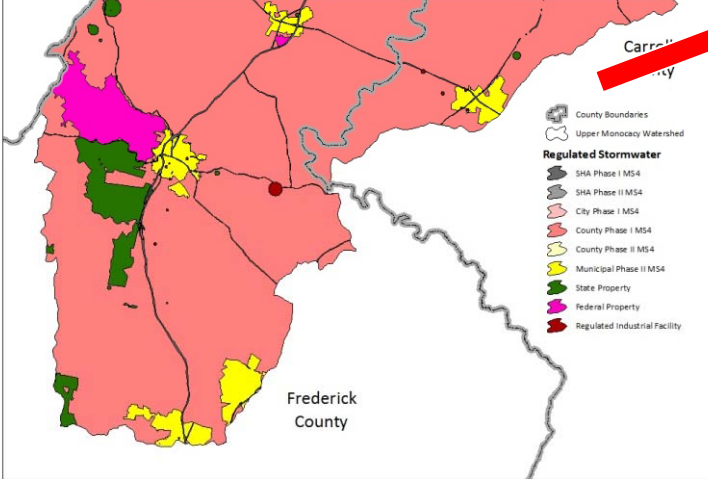 County Boundaries
Upper Monocacy Watershed
Regulated Stormwater
SHA Phase I MS4
SHA Phase II MS4
City Phase I MS4
County Phase I MS4
County Phase II MS4
Municipal Phase II MS4
State Property
Federal Property
Regulated Industrial Facility
Frederick
County